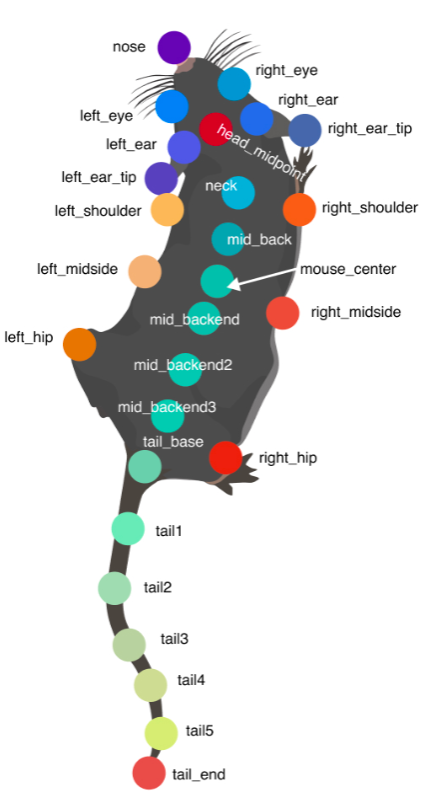 nose
right_eye
right_ear
left_eye
right_ear_tip
left_ear
head_midpoint
left_ear_tip
neck
left_shoulder
right_shoulder
mid_back
left_midside
mouse_center
right_midside
mid_backend
left_hip
mid_backend2
mid_backend3
tail_base
right_hip
tail1
tail2
tail3
tail4
tail5
tail_end